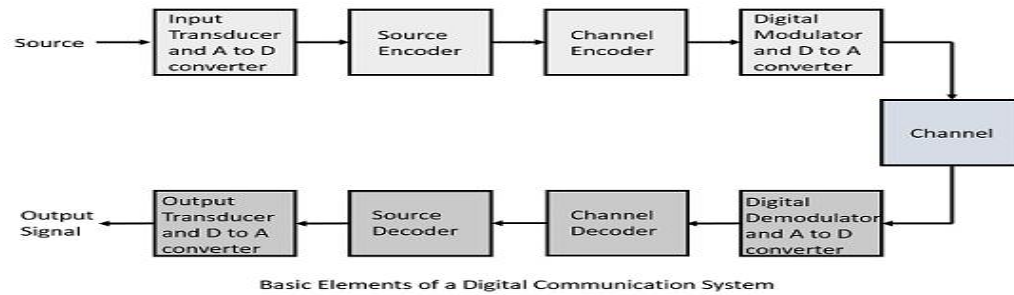 Source
Input
Transducer
and A to D
converter
Source
Encoder
Channel
Encoder
Digital
Modulator
and D to A
converter
Channel
Output
Signal
Output
Transducer
and D to A
converter
Source
Decoder
Channel
Decoder
Digital
Demodulator
and A to D
converter
Basic Elements of a Digital Communication System